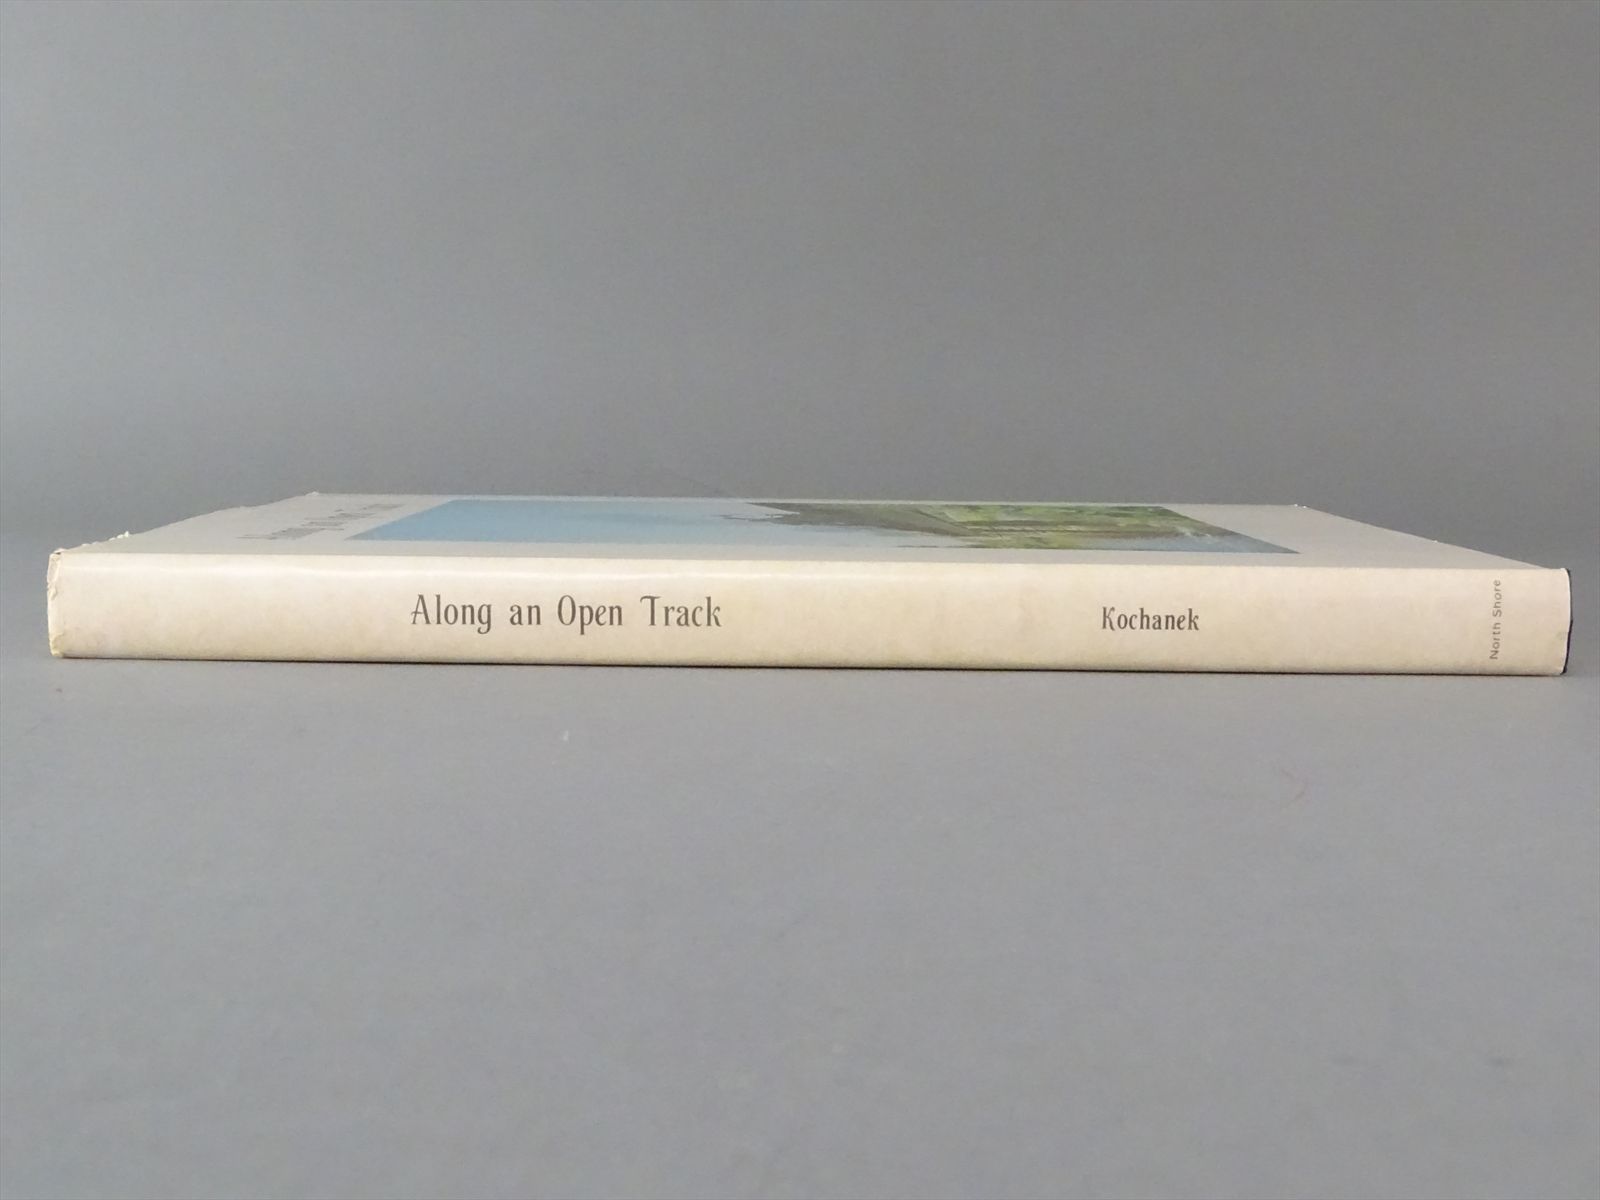 Along an Open Track
Kochanek
North Shore